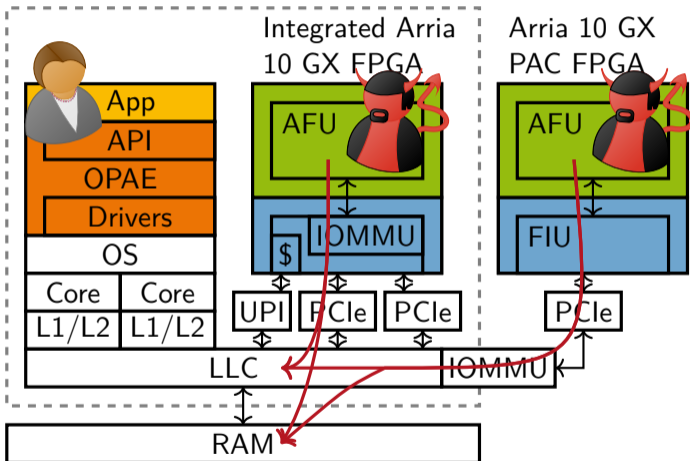 Integrated Arria
10 GX FPGA
Arria 10 GX
PAC FPGA
App
API
OPAE
Drivers
OS
Core
Core
L1/L2
L1/L2
AFU
IOMMU
$
UPI
PCIe
PCIe
AFU
FIU
PCIe
LLC
IOMMU
RAM